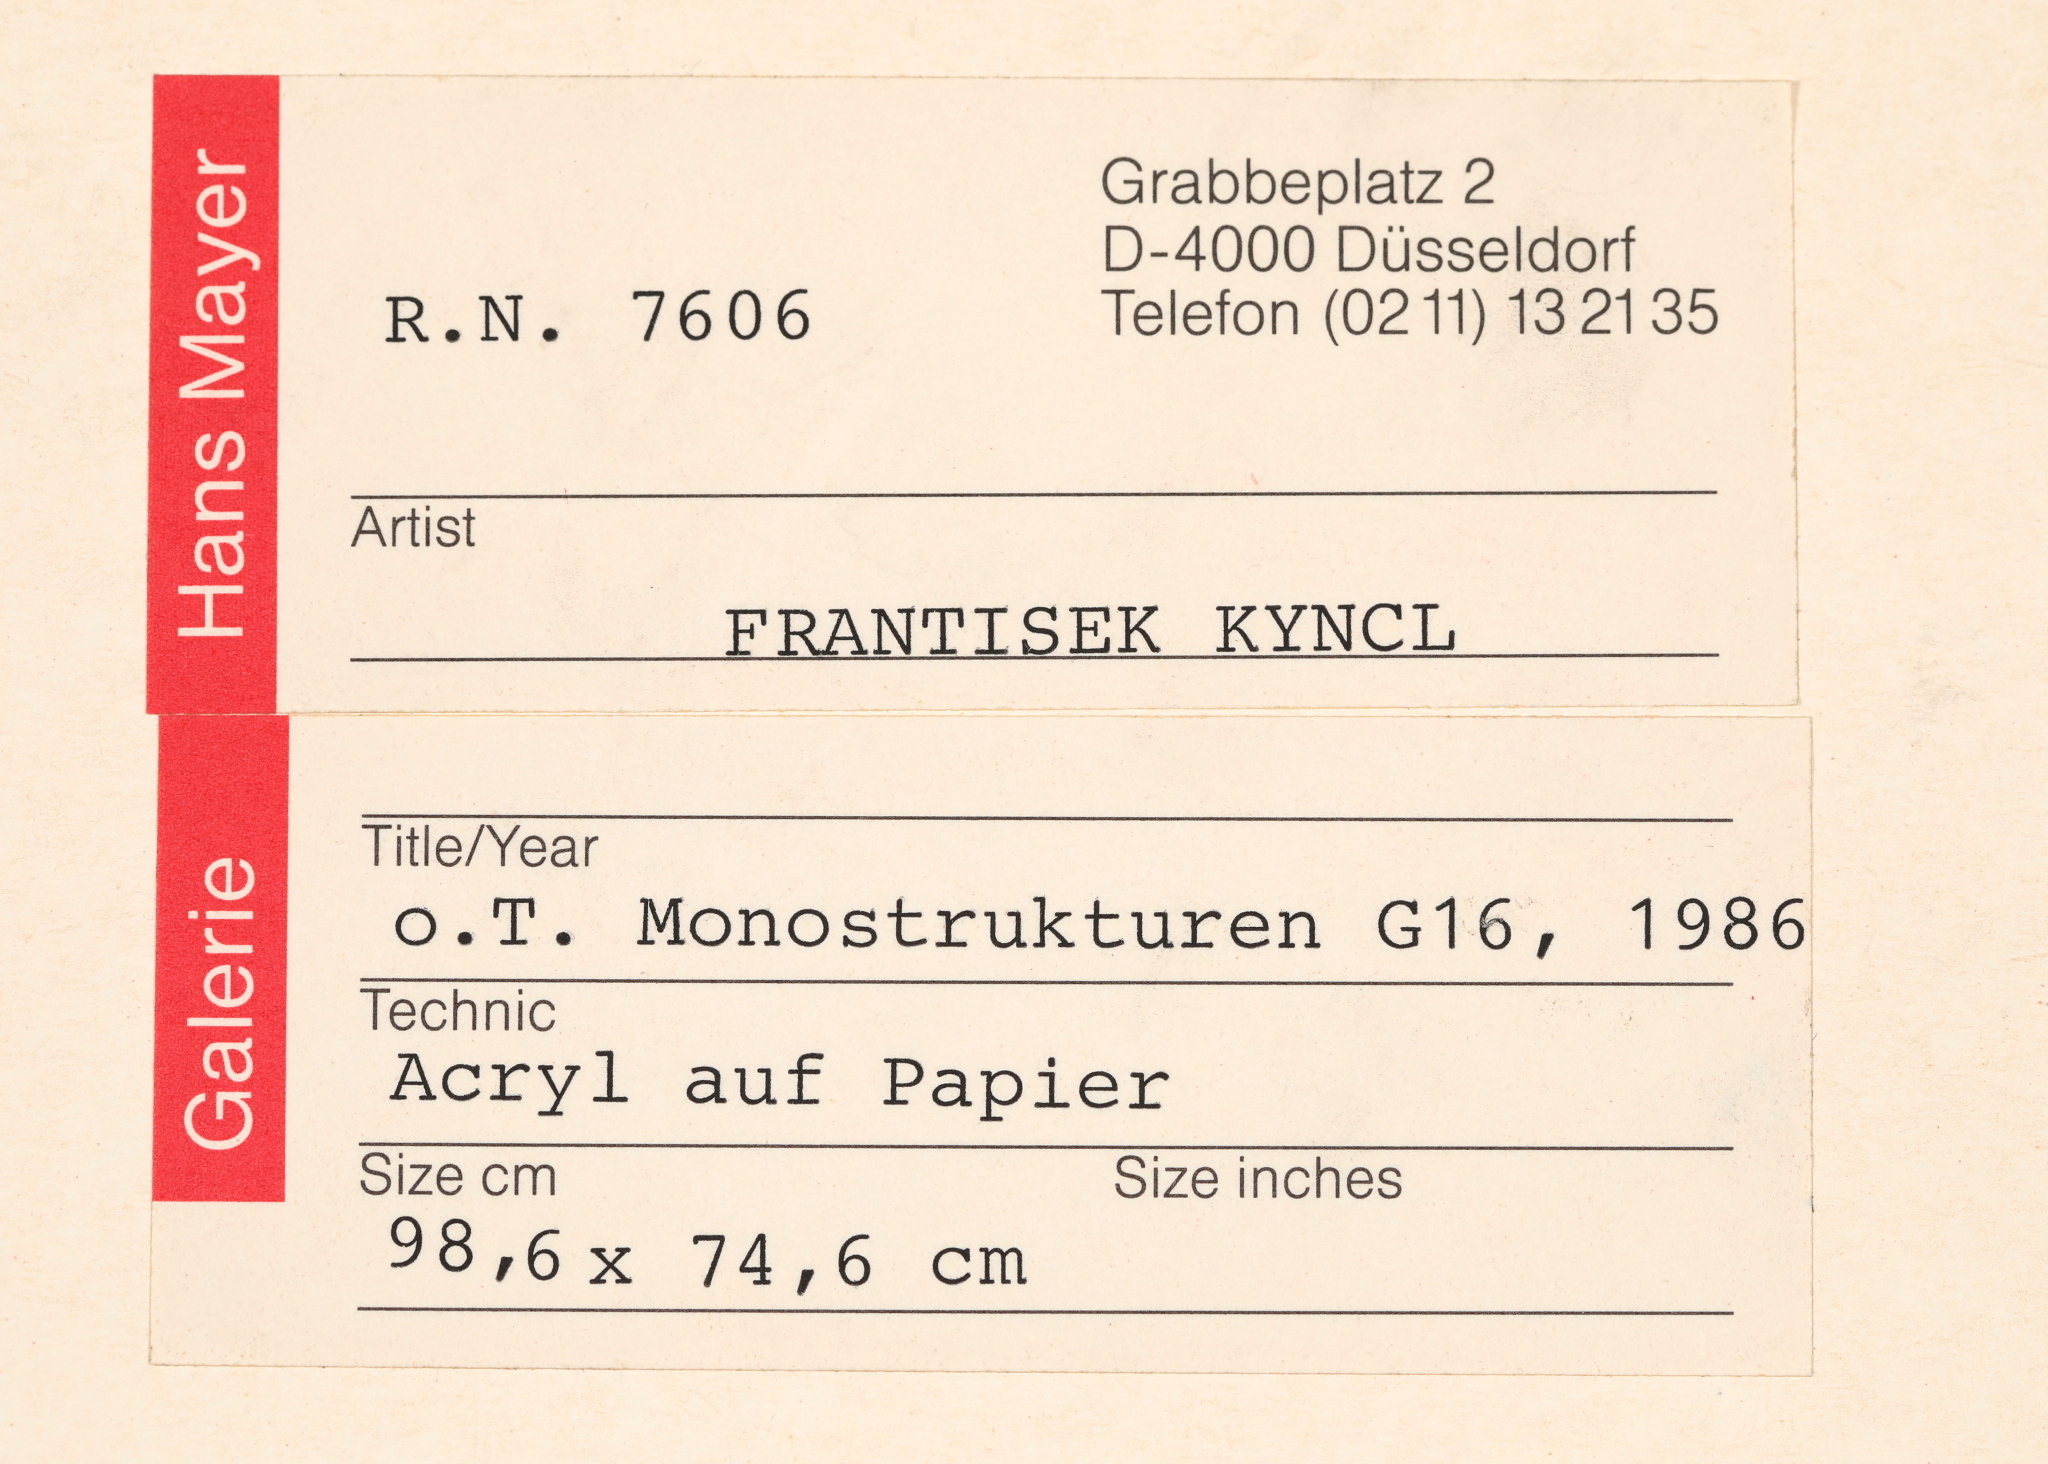 Hans Mayer
Grabbeplatz 2
D-4000 Düsseldorf
Telefon (02 11) 13 21 35
R.N. 7606
Artist
FRANTISEK KYNCL
Galerie
Title/Year
o.T. Monostrukturen G16, 1986
Technic
Acryl auf Papier
Size cm Size inches
98,6 x 74,6 cm